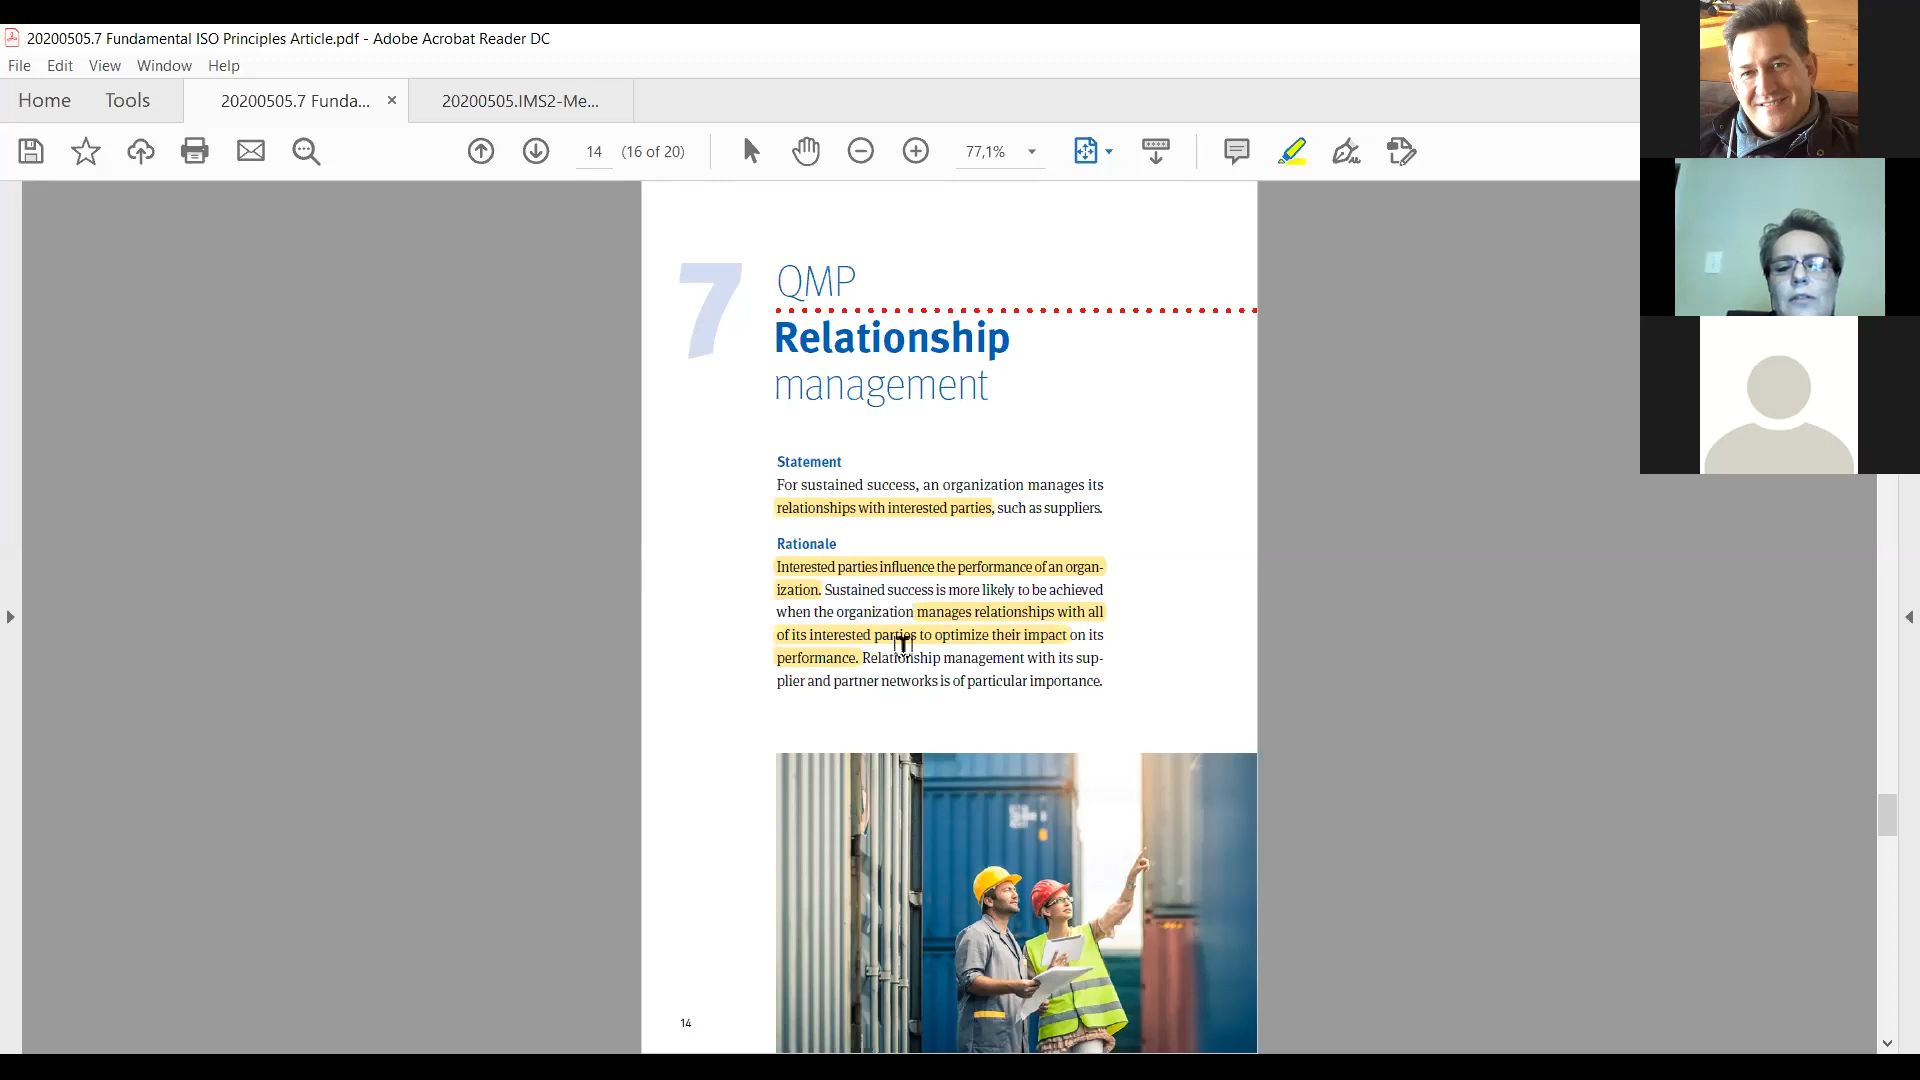 20200505.7 Fundamental ISO Principles Article.pdf - Adobe Acrobat Reader DC
File Edit View Window Help
Home Tools 20200505.7 Funda... × 20200505.IMS2-Me...
14 (16 of 20) 77,1%
7 QMP
Relationship
management
Statement
For sustained success, an organization manages its
relationships with interested parties, such as suppliers.
Rationale
Interested parties influence the performance of an organ-
ization. Sustained success is more likely to be achieved
when the organization manages relationships with all
of its interested parties to optimize their impact on its
performance. Relationship management with its sup-
plier and partner networks is of particular importance.
14